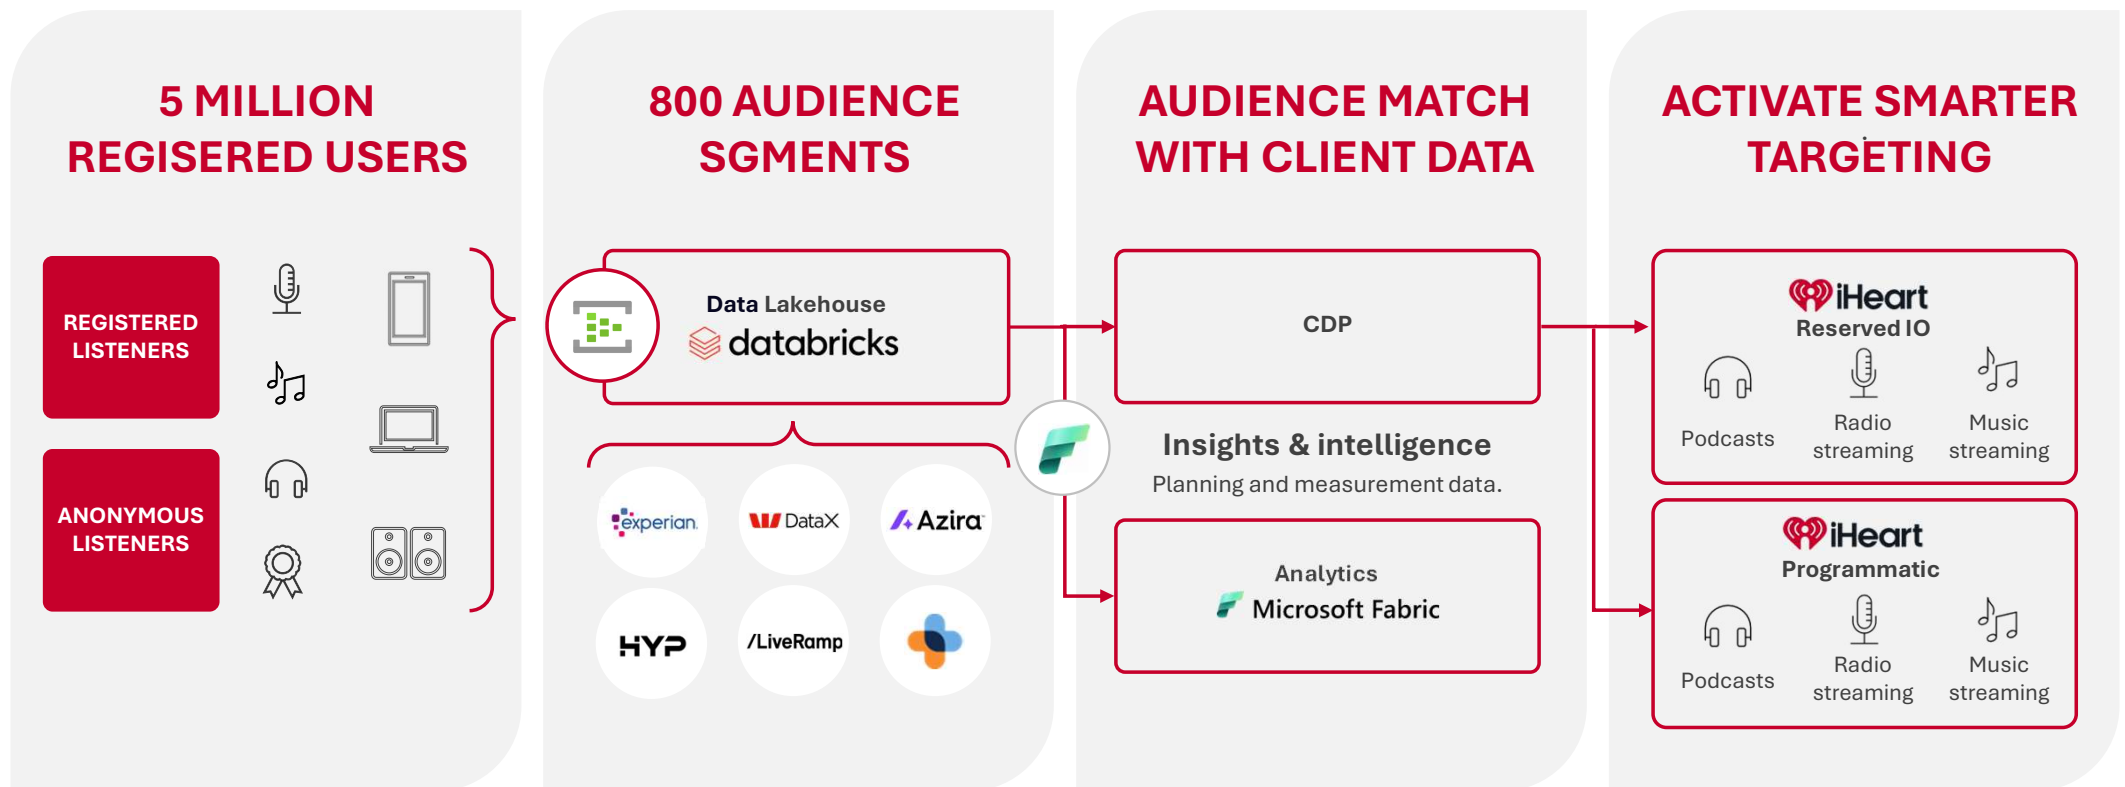 5 MILLION
REGISERED USERS
REGISTERED
LISTENERS
ANONYMOUS
LISTENERS
800 AUDIENCE
SGMENTS
Data Lakehouse
databricks
experian.
DataX
Azira™
HYP
/LiveRamp
AUDIENCE MATCH
WITH CLIENT DATA
CDP
Insights & intelligence
Planning and measurement data.
Analytics
Microsoft Fabric
ACTIVATE SMARTER
TARGETING
iHeart
Reserved IO
Podcasts
Radio
streaming
Music
streaming
iHeart
Programmatic
Podcasts
Radio
streaming
Music
streaming